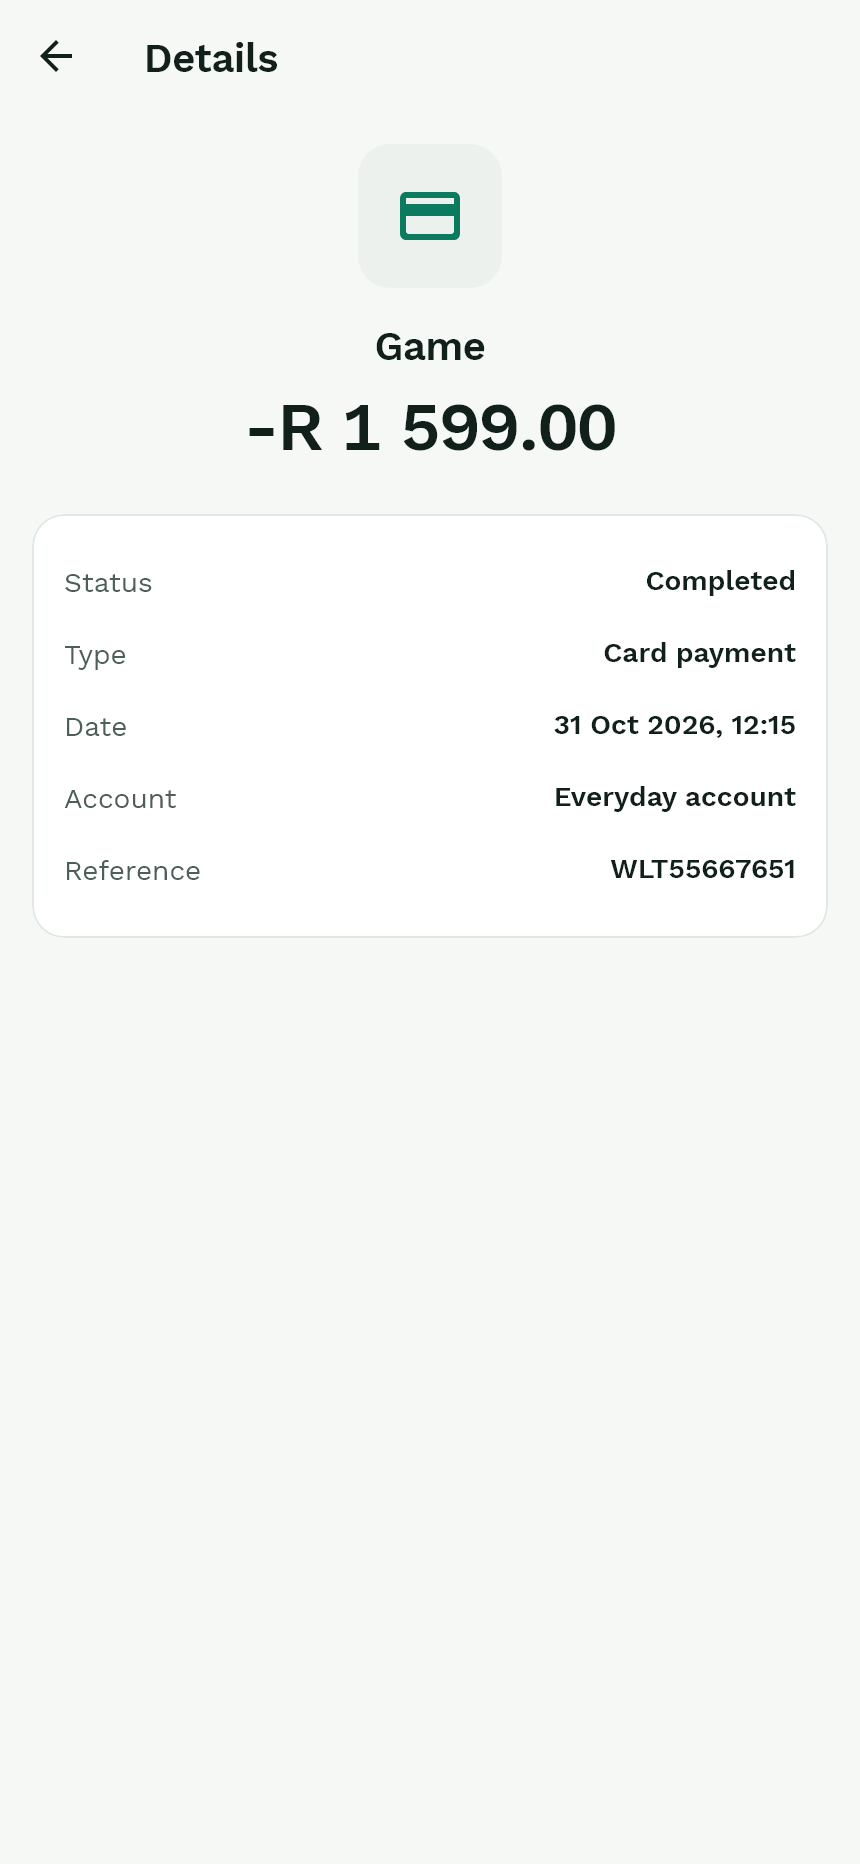 Details
Game
-R 1 599.00
Status Completed
Type Card payment
Date 31 Oct 2026, 12:15
Account Everyday account
Reference WLT55667651